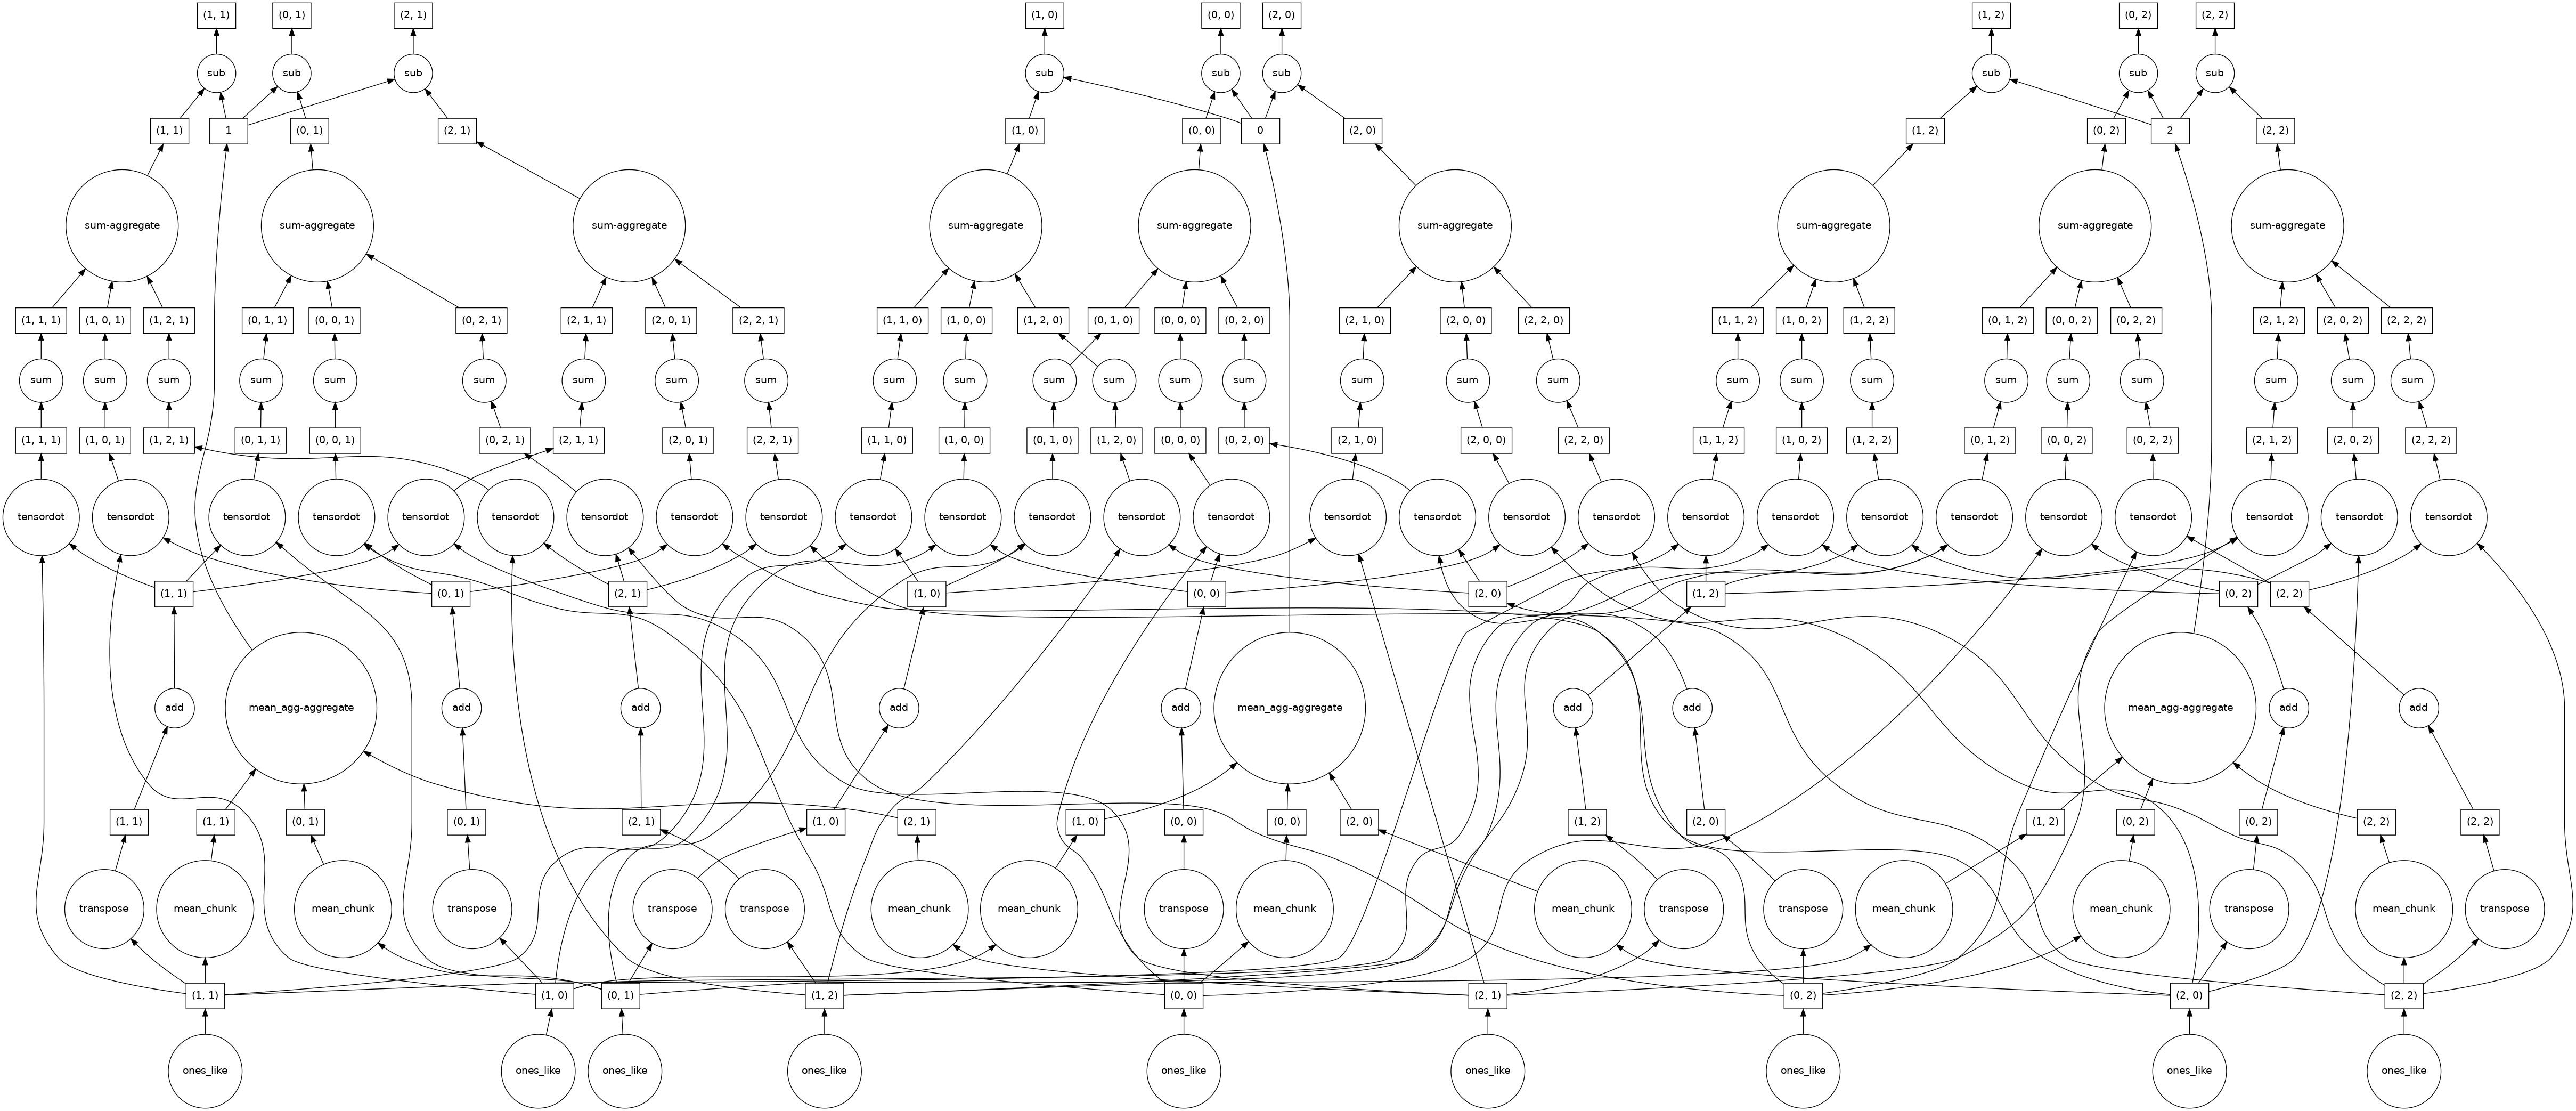 (1, 1) (0, 1) (2, 1) (1, 0) (0, 0) (2, 0) (1, 2) (0, 2) (2, 2)
sub sub sub sub sub sub sub sub sub
(1, 1) 1 (0, 1) (2, 1) (1, 0) (0, 0) 0 (2, 0) (1, 2) (0, 2) 2 (2, 2)
sum-aggregate sum-aggregate sum-aggregate sum-aggregate sum-aggregate sum-aggregate sum-aggregate sum-aggregate sum-aggregate
(1, 1, 1) (1, 0, 1) (1, 2, 1) (0, 1, 1) (0, 0, 1) (0, 2, 1) (2, 1, 1) (2, 0, 1) (2, 2, 1) (1, 1, 0) (1, 0, 0) (1, 2, 0) (0, 1, 0) (0, 0, 0) (0, 2, 0) (2, 1, 0) (2, 0, 0) (2, 2, 0) (1, 1, 2) (1, 0, 2) (1, 2, 2) (0, 1, 2) (0, 0, 2) (0, 2, 2) (2, 1, 2) (2, 0, 2) (2, 2, 2)
sum sum sum sum sum sum sum sum sum sum sum sum sum sum sum sum sum sum sum sum sum sum sum sum sum sum sum
(1, 1, 1) (1, 0, 1) (1, 2, 1) (0, 1, 1) (0, 0, 1) (0, 2, 1) (2, 1, 1) (2, 0, 1) (2, 2, 1) (1, 1, 0) (1, 0, 0) (0, 1, 0) (1, 2, 0) (0, 0, 0) (0, 2, 0) (2, 1, 0) (2, 0, 0) (2, 2, 0) (1, 1, 2) (1, 0, 2) (1, 2, 2) (0, 1, 2) (0, 0, 2) (0, 2, 2) (2, 1, 2) (2, 0, 2) (2, 2, 2)
tensordot tensordot tensordot tensordot tensordot tensordot tensordot tensordot tensordot tensordot tensordot tensordot tensordot tensordot tensordot tensordot tensordot tensordot tensordot tensordot tensordot tensordot tensordot tensordot tensordot tensordot tensordot
(1, 1) (0, 1) (2, 1) (1, 0) (0, 0) (2, 0) (1, 2) (0, 2) (2, 2)
add mean_agg-aggregate add add add add mean_agg-aggregate add add mean_agg-aggregate add add
(1, 1) (1, 1) (0, 1) (0, 1) (2, 1) (1, 0) (2, 1) (1, 0) (0, 0) (0, 0) (2, 0) (1, 2) (2, 0) (1, 2) (0, 2) (0, 2) (2, 2) (2, 2)
transpose mean_chunk mean_chunk transpose transpose transpose mean_chunk mean_chunk transpose mean_chunk mean_chunk transpose transpose mean_chunk mean_chunk transpose mean_chunk transpose
(1, 1) (1, 0) (0, 1) (1, 2) (0, 0) (2, 1) (0, 2) (2, 0) (2, 2)
ones_like ones_like ones_like ones_like ones_like ones_like ones_like ones_like ones_like